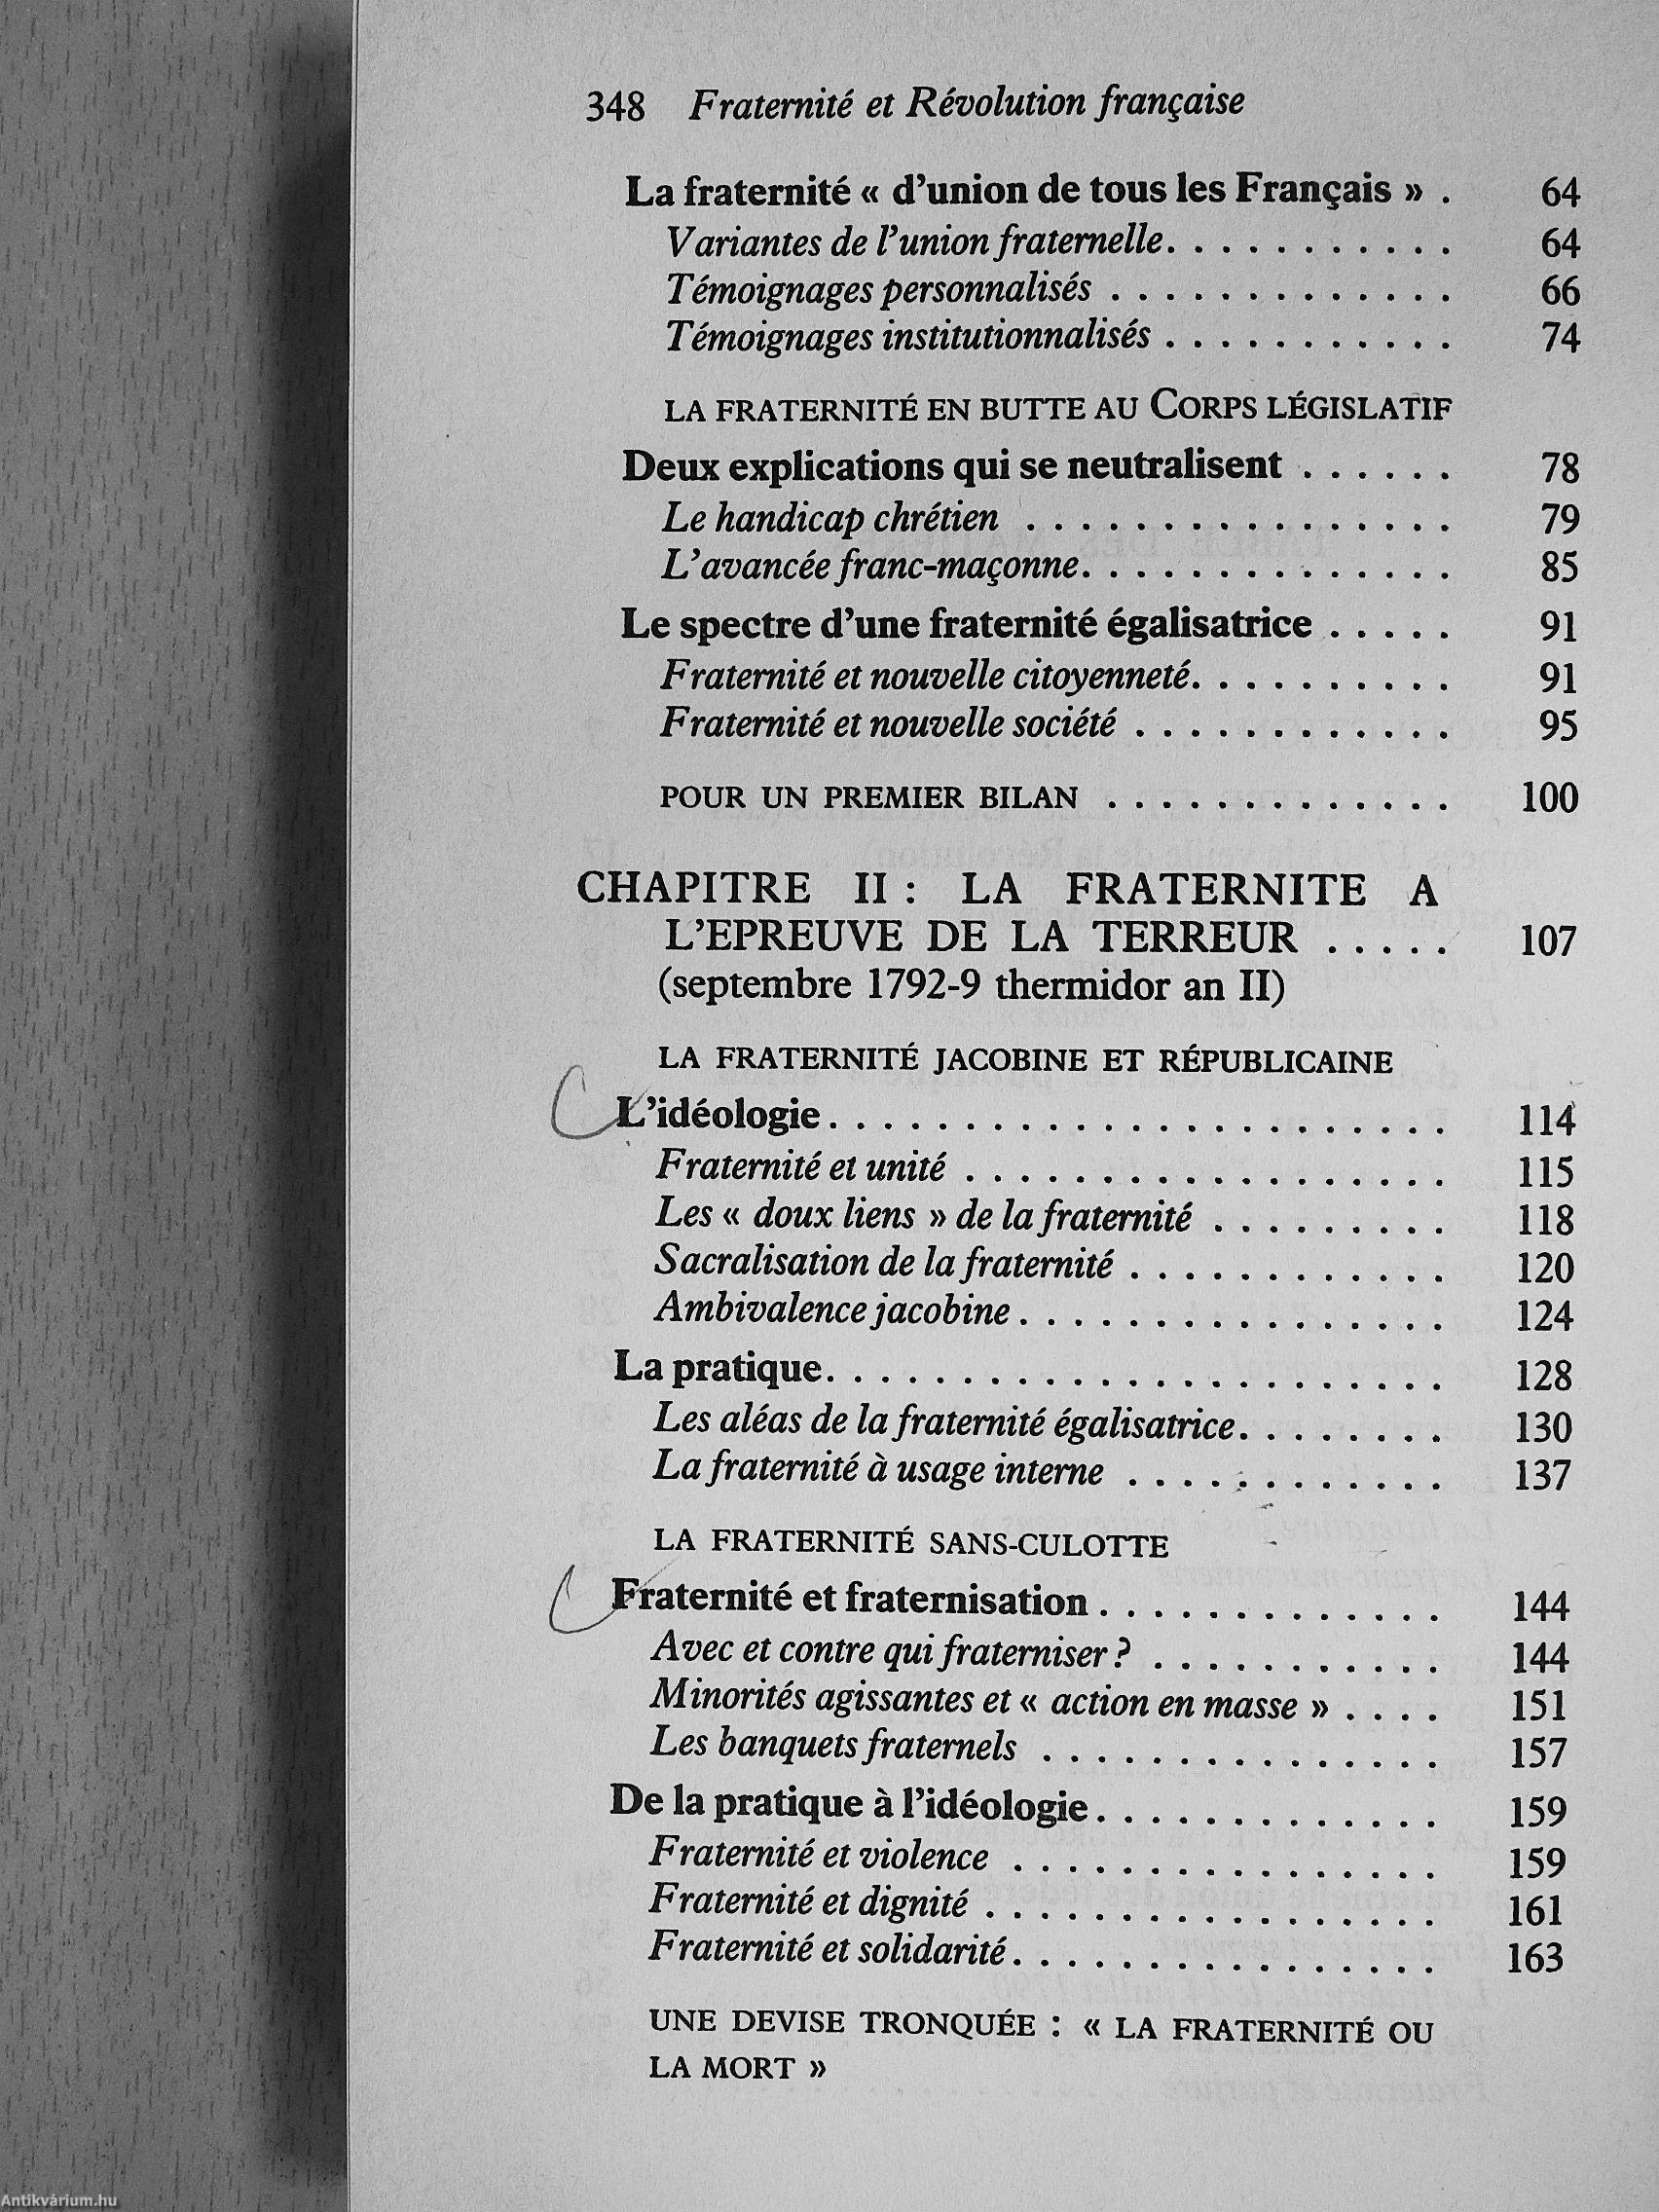 348 Fraternité et Révolution française
La fraternité « d'union de tous les Français » . 64
Variantes de l'union fraternelle. . . . . . . . . . . 64
Témoignages personnalisés . . . . . . . . . . . . . 66
Témoignages institutionnalisés . . . . . . . . . . . 74
LA FRATERNITÉ EN BUTTE AU CORPS LÉGISLATIF
Deux explications qui se neutralisent . . . . . . 78
Le handicap chrétien . . . . . . . . . . . . . . . . 79
L'avancée franc-maçonne. . . . . . . . . . . . . . 85
Le spectre d'une fraternité égalisatrice . . . . . 91
Fraternité et nouvelle citoyenneté. . . . . . . . . . 91
Fraternité et nouvelle société . . . . . . . . . . . . 95
POUR UN PREMIER BILAN . . . . . . . . . . . . . 100
CHAPITRE II : LA FRATERNITE A
L'EPREUVE DE LA TERREUR . . . . . 107
(septembre 1792-9 thermidor an II)
LA FRATERNITÉ JACOBINE ET RÉPUBLICAINE
L'idéologie. . . . . . . . . . . . . . . . . . . . . . . 114
Fraternité et unité . . . . . . . . . . . . . . . . . . 115
Les « doux liens » de la fraternité . . . . . . . . . 118
Sacralisation de la fraternité . . . . . . . . . . . . 120
Ambivalence jacobine . . . . . . . . . . . . . . . . 124
La pratique. . . . . . . . . . . . . . . . . . . . . . . 128
Les aléas de la fraternité égalisatrice. . . . . . . . 130
La fraternité à usage interne . . . . . . . . . . . . 137
LA FRATERNITÉ SANS-CULOTTE
Fraternité et fraternisation . . . . . . . . . . . . . 144
Avec et contre qui fraterniser ? . . . . . . . . . . . 144
Minorités agissantes et « action en masse » . . . . 151
Les banquets fraternels . . . . . . . . . . . . . . . 157
De la pratique à l'idéologie. . . . . . . . . . . . . 159
Fraternité et violence . . . . . . . . . . . . . . . . 159
Fraternité et dignité . . . . . . . . . . . . . . . . . 161
Fraternité et solidarité. . . . . . . . . . . . . . . . 163
UNE DEVISE TRONQUÉE : « LA FRATERNITÉ OU
LA MORT »
Antikvárium.hu